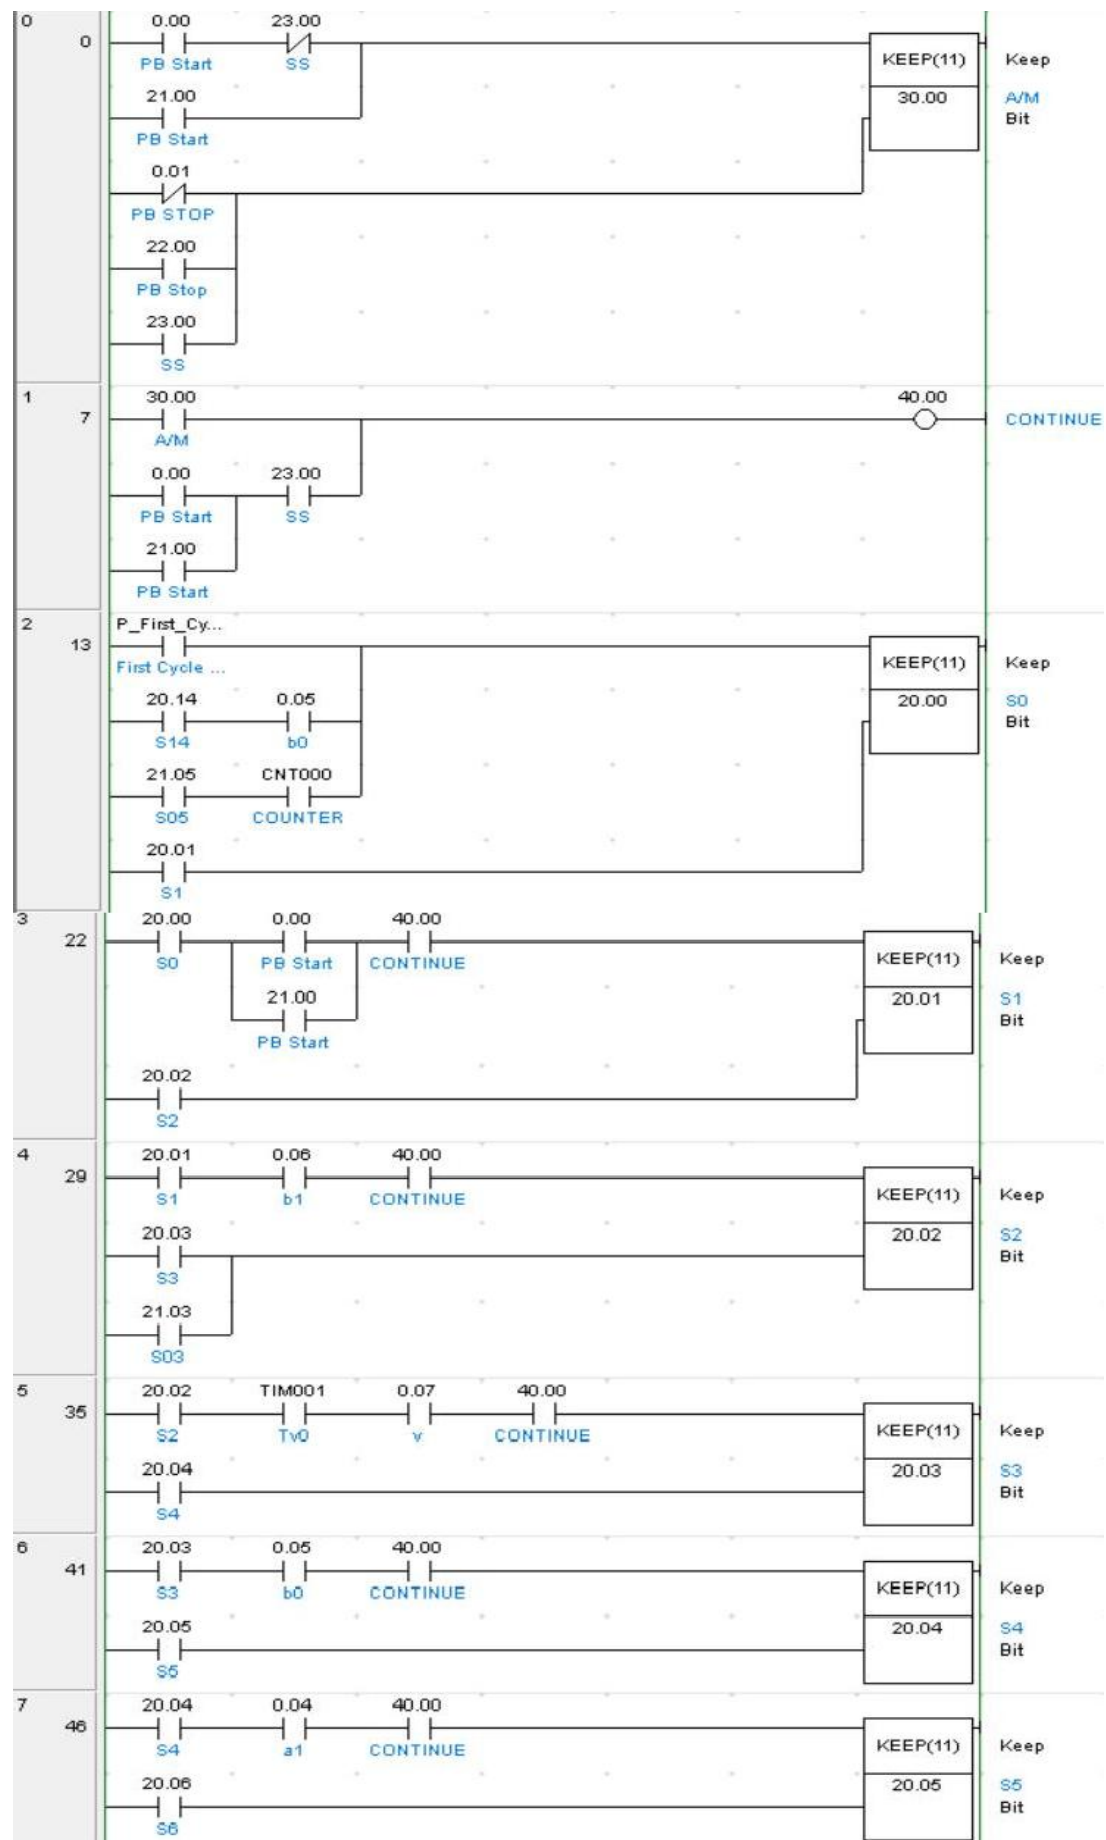 0
0.00 23.00
0
KEEP(11) Keep
PB Start SS
21.00 30.00 A/M
Bit
PB Start
0.01
PB STOP
22.00
PB Stop
23.00
SS
1
30.00 40.00
7 CONTINUE
A/M
0.00 23.00
PB Start SS
21.00
PB Start
2
P_First_Cy...
13
KEEP(11) Keep
First Cycle ...
20.14 0.05 20.00 S0
Bit
S14 b0
21.05 CNT000
S05 COUNTER
20.01
S1
3
20.00 0.00 40.00
22
KEEP(11) Keep
S0 PB Start CONTINUE
21.00 20.01 S1
Bit
PB Start
20.02
S2
4
20.01 0.06 40.00
29
KEEP(11) Keep
S1 b1 CONTINUE
20.03 20.02 S2
Bit
S3
21.03
S03
5
20.02 TIM001 0.07 40.00
35
KEEP(11) Keep
S2 Tv0 v CONTINUE
20.04 20.03 S3
Bit
S4
6
20.03 0.05 40.00
41
KEEP(11) Keep
S3 b0 CONTINUE
20.05 20.04 S4
Bit
S5
7
20.04 0.04 40.00
46
KEEP(11) Keep
S4 a1 CONTINUE
20.06 20.05 S5
Bit
S6